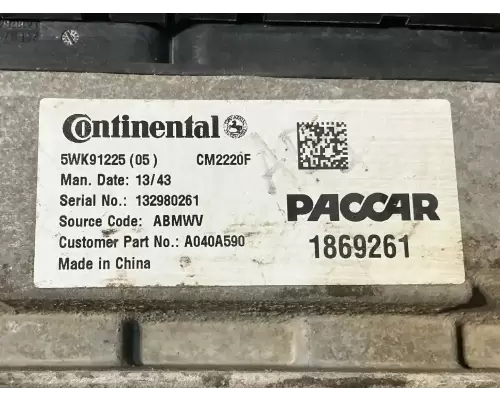 Continental
5WK91225 (05 ) CM2220F
Man. Date: 13/43
Serial No.: 132980261
Source Code: ABMWV
Customer Part No.: A040A590
Made in China
PACCAR
1869261